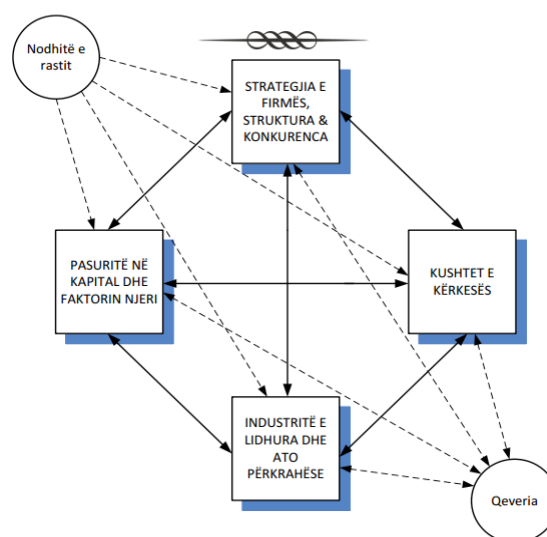 Nodhitë e
rastit
STRATEGJIA E
FIRMËS,
STRUKTURA &
KONKURENCA
PASURITË NË
KAPITAL DHE
FAKTORIN NJERI
KUSHTET E
KËRKESËS
INDUSTRITË E
LIDHURA DHE
ATO
PËRKRAHËSE
Qeveria